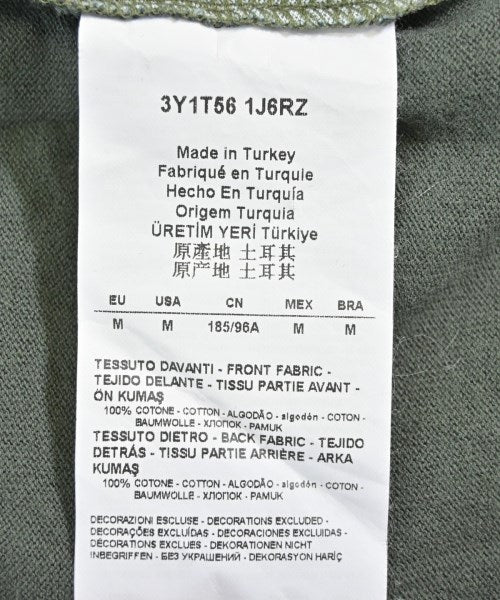 3Y1T56 1J6RZ
Made in Turkey
Fabriqué en Turquie
Hecho En Turquía
Origem Turquia
ÜRETİM YERİ Türkiye
原產地 土耳其
原产地 土耳其
EU USA CN MEX BRA
M M 185/96A M M
TESSUTO DAVANTI - FRONT FABRIC -
TEJIDO DELANTE - TISSU PARTIE AVANT -
ÖN KUMAŞ
100% COTONE - COTTON - ALGODÃO - algodón - COTON -
BAUMWOLLE - ХЛОПОК - PAMUK
TESSUTO DIETRO - BACK FABRIC - TEJIDO
DETRÁS - TISSU PARTIE ARRIÈRE - ARKA
KUMAŞ
100% COTONE - COTTON - ALGODÃO - algodón - COTON -
BAUMWOLLE - ХЛОПОК - PAMUK
DECORAZIONI ESCLUSE - DECORATIONS EXCLUDED -
DECORAÇÕES EXCLUÍDAS - DECORACIONES EXCLUIDAS -
DÉCORATIONS EXCLUES - DEKORATIONEN NICHT
INBEGRIFFEN - БЕЗ УКРАШЕНИЙ - DEKORASYON HARİÇ